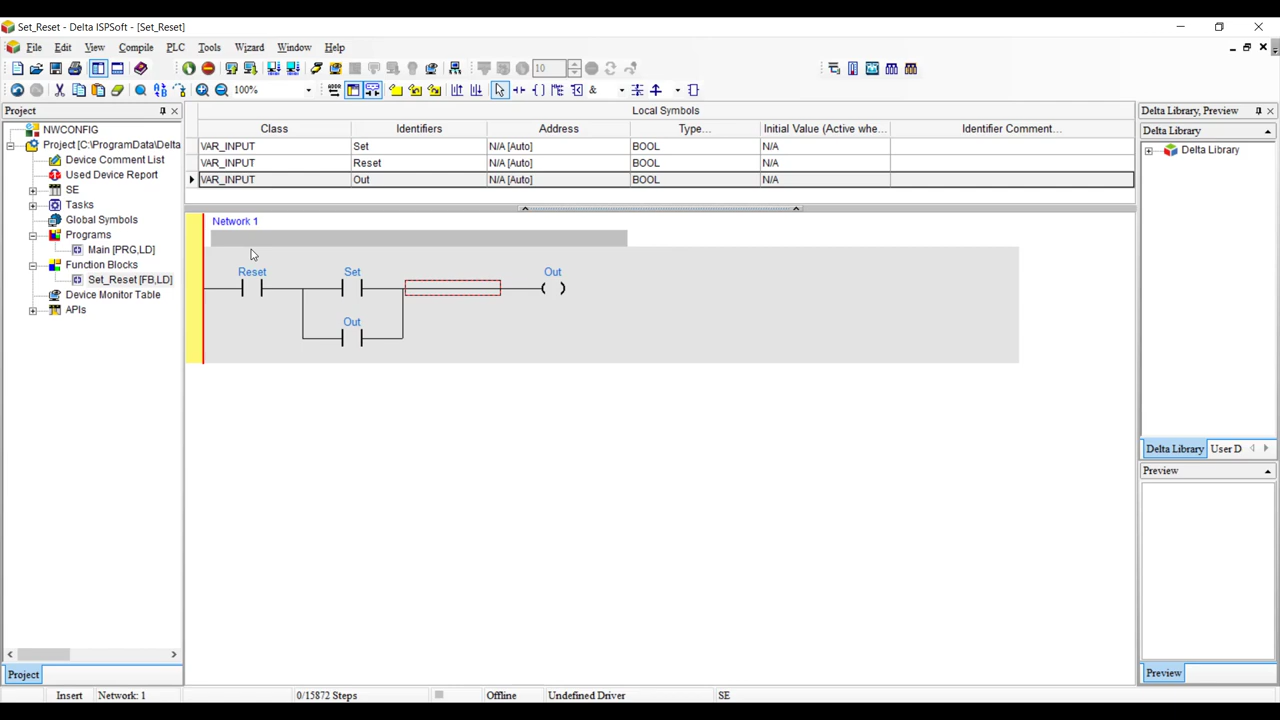 Set_Reset - Delta ISPSoft - [Set_Reset]
File Edit View Compile PLC Tools Wizard Window Help
10
100%
&
Project
NWCONFIG
Project [C:\ProgramData\Delta
Device Comment List
Used Device Report
SE
Tasks
Global Symbols
Programs
Main [PRG,LD]
Function Blocks
Set_Reset [FB,LD]
Device Monitor Table
APIs
Project
Local Symbols
Class Identifiers Address Type... Initial Value (Active whe... Identifier Comment...
VAR_INPUT Set N/A [Auto] BOOL N/A
VAR_INPUT Reset N/A [Auto] BOOL N/A
VAR_INPUT Out N/A [Auto] BOOL N/A
Network 1
Reset Set Out
Out
Delta Library, Preview
Delta Library
Delta Library
Delta Library User D
Preview
Preview
Insert Network: 1 0/15872 Steps Offline Undefined Driver SE